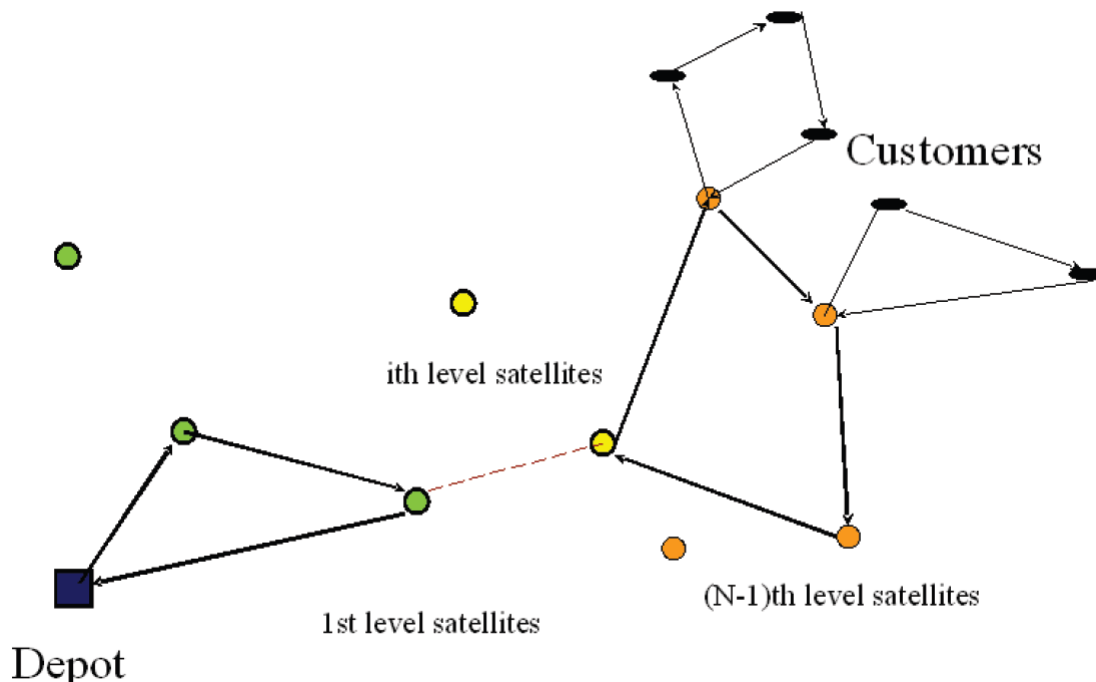 Customers
ith level satellites
(N-1)th level satellites
1st level satellites
Depot